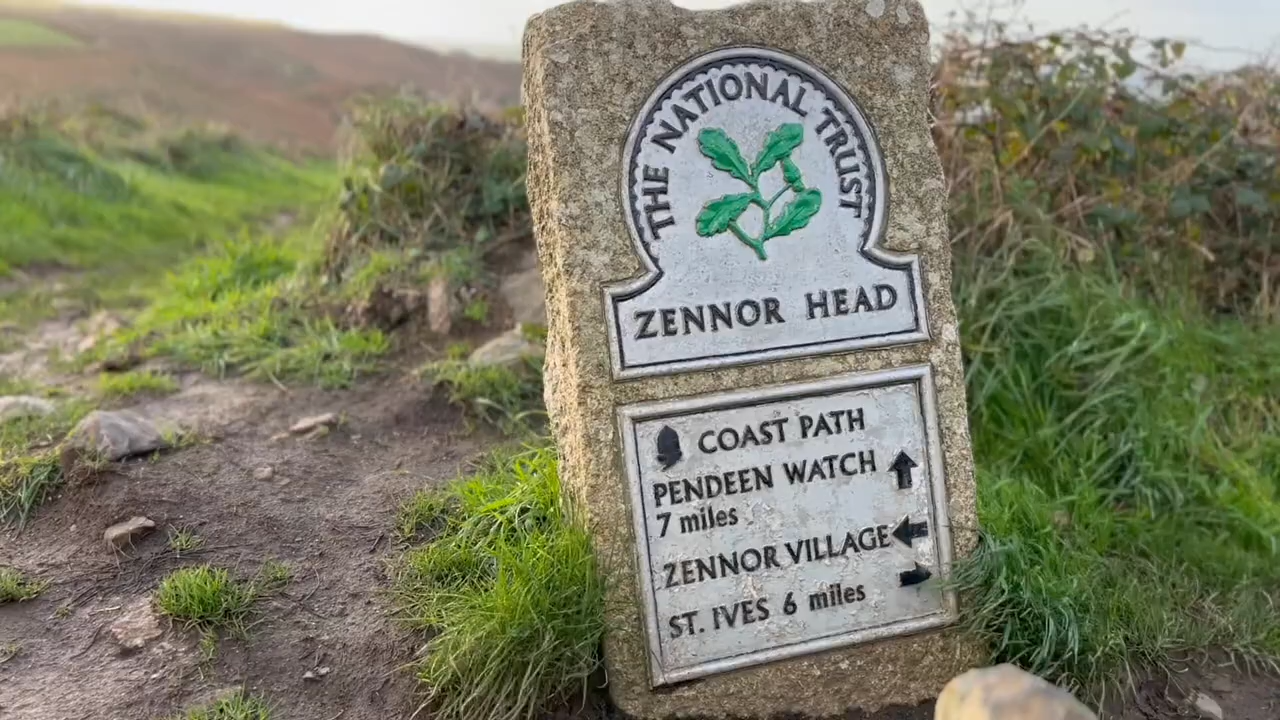 THE NATIONAL TRUST
ZENNOR HEAD
COAST PATH
PENDEEN WATCH
7 miles
ZENNOR VILLAGE
ST. IVES 6 miles